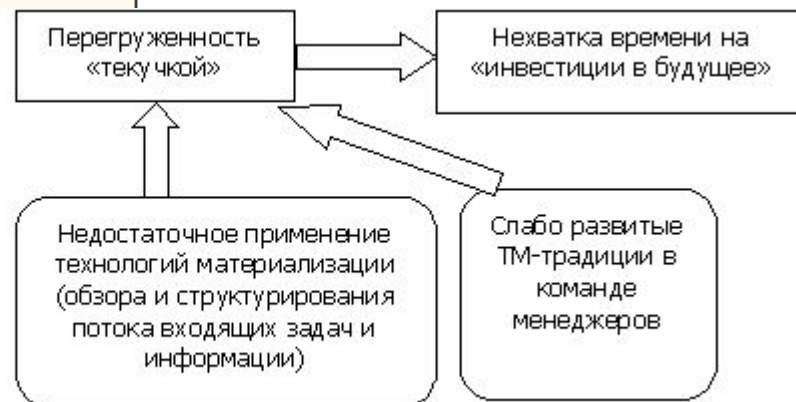 Перегруженность
«текучкой»
Нехватка времени на
«инвестиции в будущее»
Недостаточное применение
технологий материализации
(обзора и структурирования
потока входящих задач и
информации)
Слабо развитые
ТМ-традиции в
команде
менеджеров